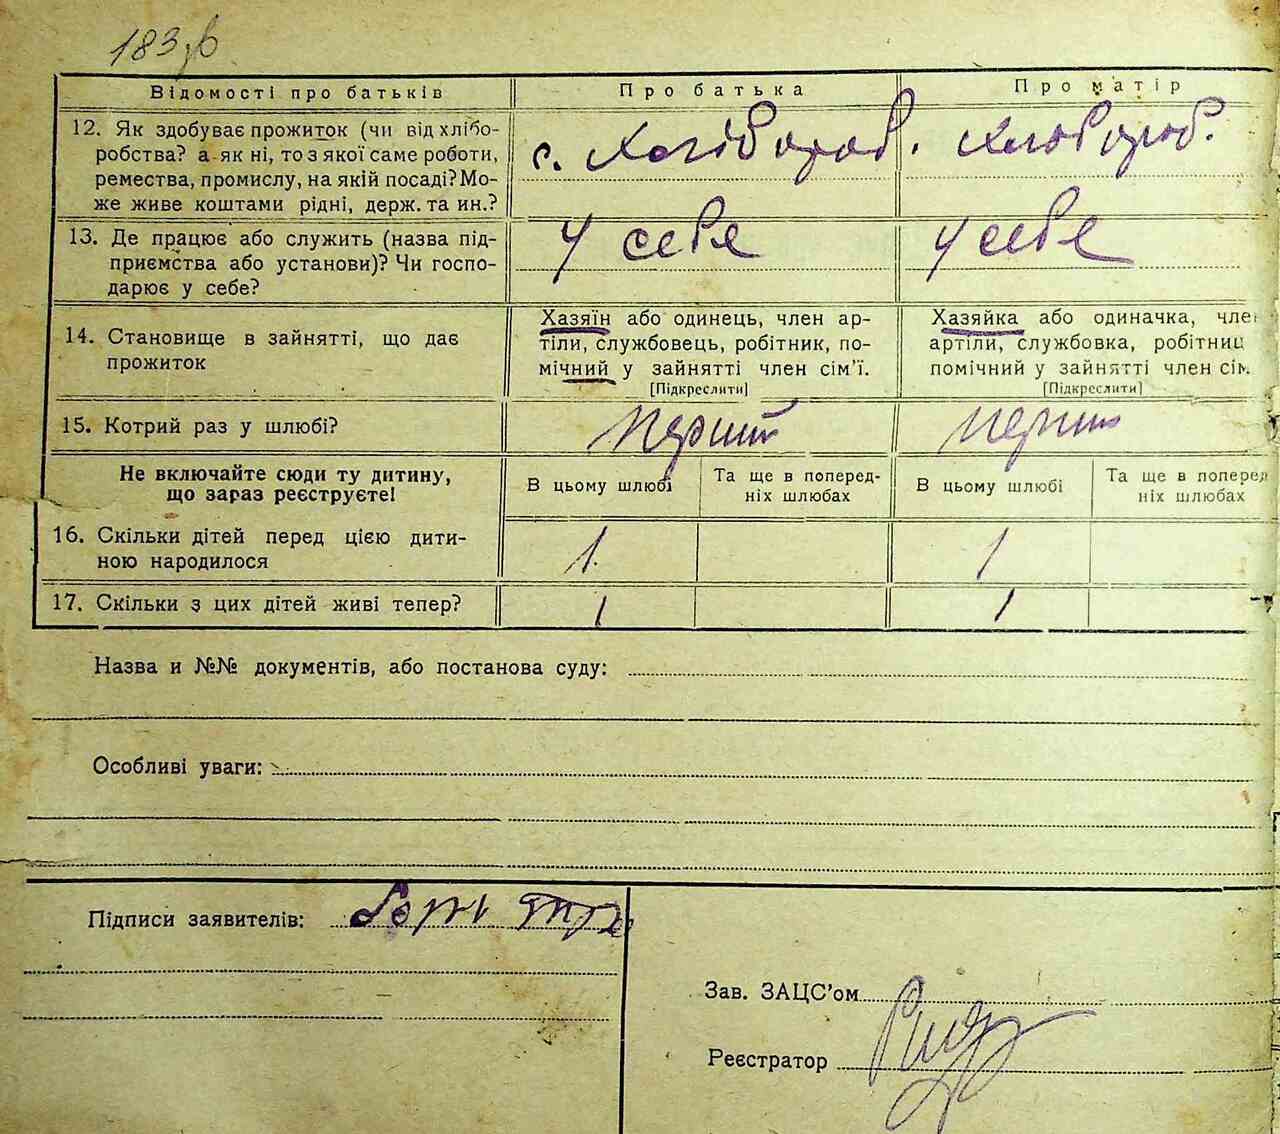 183
Відомості про батьків Про батька Про матір
12. Як здобуває прожиток (чи від хлібо-
робства? а як ні, то з якої саме роботи,
ремества, промислу, на якій посаді? Мо-
же живе коштами рідні, держ. та ин.?
с. Хлібороб. Хлібороб.
13. Де працює або служить (назва під-
приємства або установи)? Чи госпо-
дарює у себе?
У себе У себе
14. Становище в зайнятті, що дає
прожиток
Хазяїн або одинець, член ар-
тіли, службовець, робітник, по-
мічний у зайнятті член сім'ї.
[Підкреслити]
Хазяйка або одиначка, член
артіли, службовка, робітниц
помічний у зайнятті член сім.
[Підкреслити]
15. Котрий раз у шлюбі? Перший перший
Не включайте сюди ту дитину,
що зараз реєструєте!
В цьому шлюбі Та ще в поперед-
ніх шлюбах В цьому шлюбі Та ще в поперед
ніх шлюбах
16. Скільки дітей перед цією дити-
ною народилося 1. 1
17. Скільки з цих дітей живі тепер? 1 1
Назва и №№ документів, або постанова суду:
Особливі уваги:
Підписи заявителів:
Зав. ЗАЦС'ом
Реєстратор